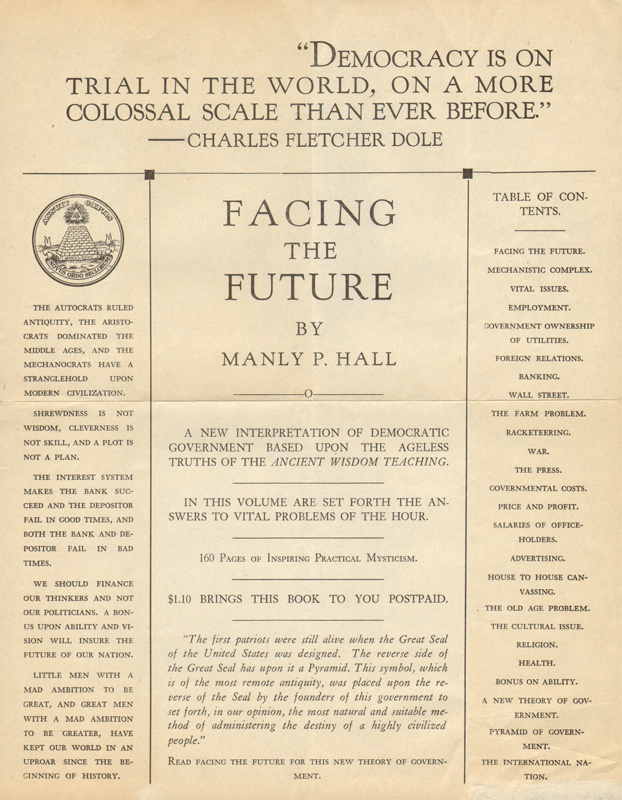 "DEMOCRACY IS ON
TRIAL IN THE WORLD, ON A MORE
COLOSSAL SCALE THAN EVER BEFORE."
—CHARLES FLETCHER DOLE
ANNUIT COEPTIS
NOVUS ORDO SECLORUM
THE AUTOCRATS RULED
ANTIQUITY, THE ARISTO-
CRATS DOMINATED THE
MIDDLE AGES, AND THE
MECHANOCRATS HAVE A
STRANGLEHOLD UPON
MODERN CIVILIZATION.
SHREWDNESS IS NOT
WISDOM, CLEVERNESS IS
NOT SKILL, AND A PLOT IS
NOT A PLAN.
THE INTEREST SYSTEM
MAKES THE BANK SUC-
CEED AND THE DEPOSITOR
FAIL IN GOOD TIMES, AND
BOTH THE BANK AND DE-
POSITOR FAIL IN BAD
TIMES.
WE SHOULD FINANCE
OUR THINKERS AND NOT
OUR POLITICIANS. A BON-
US UPON ABILITY AND VI-
SION WILL INSURE THE
FUTURE OF OUR NATION.
LITTLE MEN WITH A
MAD AMBITION TO BE
GREAT, AND GREAT MEN
WITH A MAD AMBITION
TO BE GREATER, HAVE
KEPT OUR WORLD IN AN
UPROAR SINCE THE BE-
GINNING OF HISTORY.
FACING
THE
FUTURE
BY
MANLY P. HALL
A NEW INTERPRETATION OF DEMOCRATIC
GOVERNMENT BASED UPON THE AGELESS
TRUTHS OF THE ANCIENT WISDOM TEACHING.
IN THIS VOLUME ARE SET FORTH THE AN-
SWERS TO VITAL PROBLEMS OF THE HOUR.
160 PAGES OF INSPIRING PRACTICAL MYSTICISM.
$1.10 BRINGS THIS BOOK TO YOU POSTPAID.
"The first patriots were still alive when the Great Seal
of the United States was designed. The reverse side of
the Great Seal has upon it a Pyramid. This symbol, which
is of the most remote antiquity, was placed upon the re-
verse of the Seal by the founders of this government to
set forth, in our opinion, the most natural and suitable me-
thod of administering the destiny of a highly civilized
people."
READ FACING THE FUTURE FOR THIS NEW THEORY OF GOVERN-
MENT.
TABLE OF CON-
TENTS.
FACING THE FUTURE.
MECHANISTIC COMPLEX.
VITAL ISSUES.
EMPLOYMENT.
GOVERNMENT OWNERSHIP
OF UTILITIES.
FOREIGN RELATIONS.
BANKING.
WALL STREET.
THE FARM PROBLEM.
RACKETEERING.
WAR.
THE PRESS.
GOVERNMENTAL COSTS.
PRICE AND PROFIT.
SALARIES OF OFFICE-
HOLDERS.
ADVERTISING.
HOUSE TO HOUSE CAN-
VASSING.
THE OLD AGE PROBLEM.
THE CULTURAL ISSUE.
RELIGION.
HEALTH.
BONUS ON ABILITY.
A NEW THEORY OF GOV-
ERNMENT.
PYRAMID OF GOVERN-
MENT.
THE INTERNATIONAL NA-
TION.